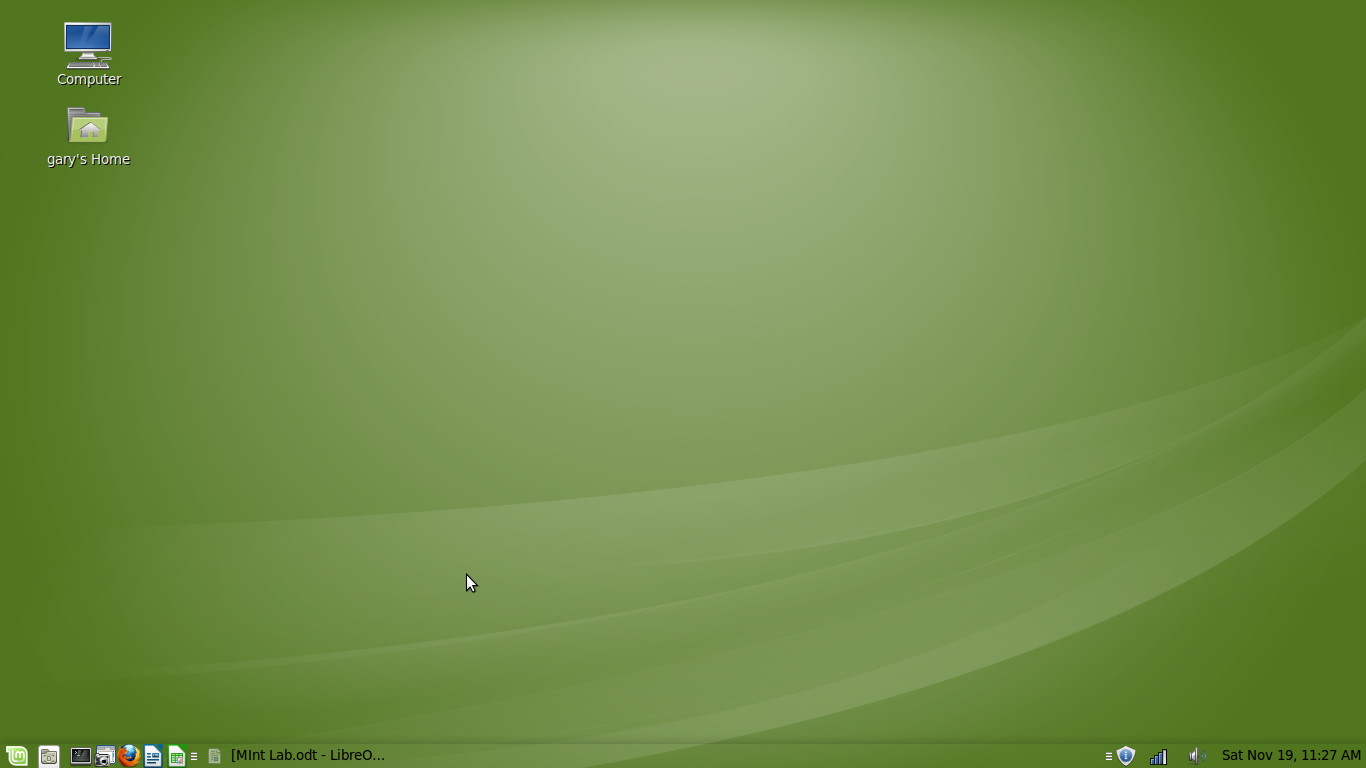 Computer
gary's Home
[MInt Lab.odt - LibreO...
Sat Nov 19, 11:27 AM